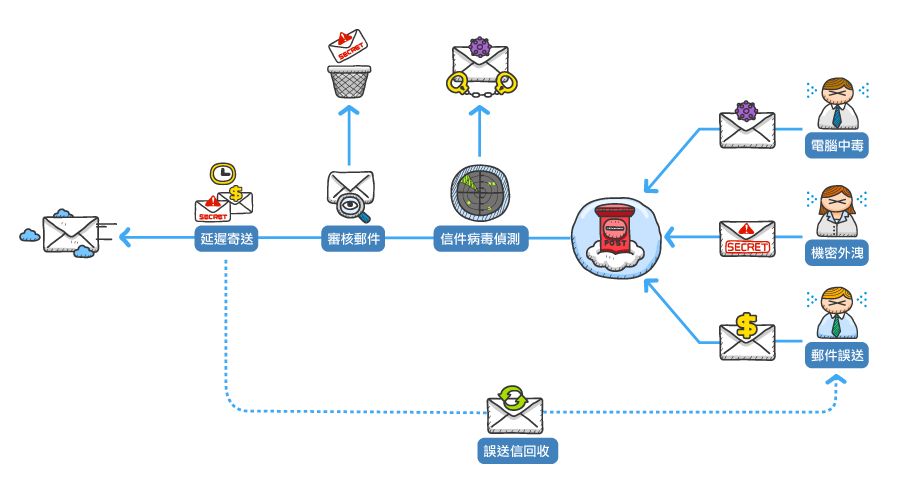 SECRET
電腦中毒
SECRET
延遲寄送
審核郵件
信件病毒偵測
POST
SECRET
機密外洩
郵件誤送
誤送信回收